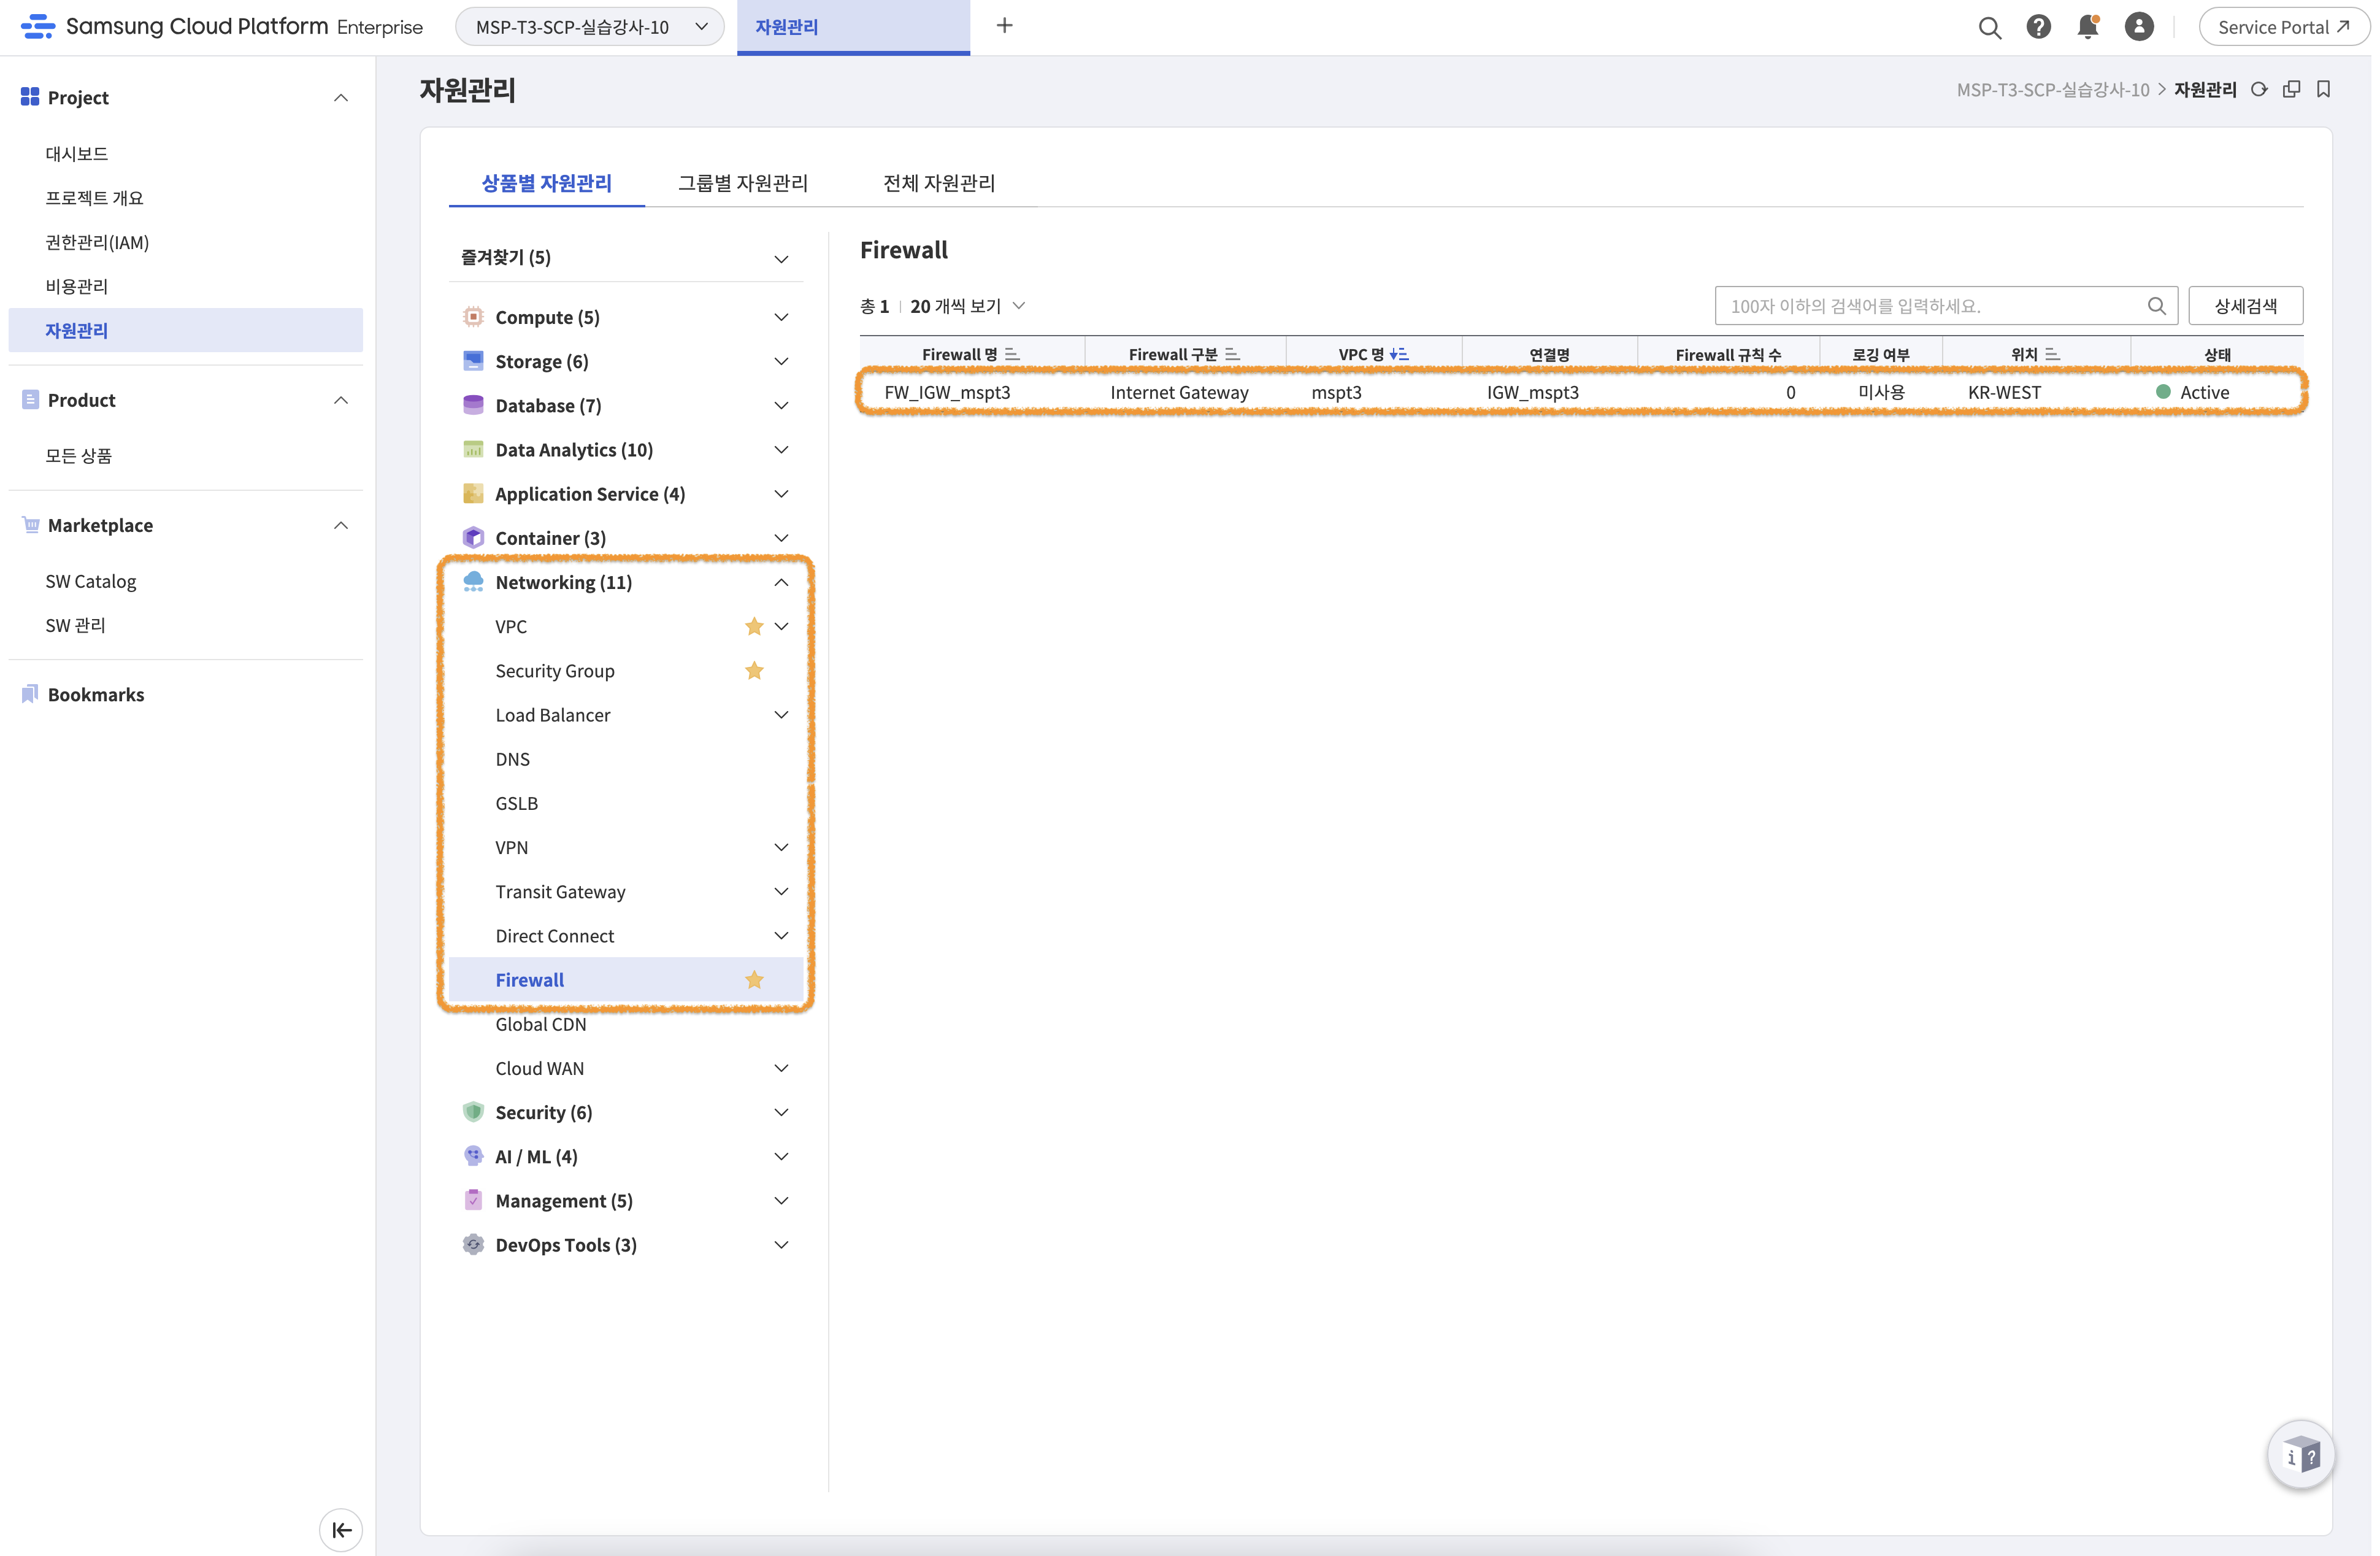 Samsung Cloud Platform Enterprise
MSP-T3-SCP-실습강사-10
자원관리
Service Portal
Project
대시보드
프로젝트 개요
권한관리(IAM)
비용관리
자원관리
Product
모든 상품
Marketplace
SW Catalog
SW 관리
Bookmarks
자원관리
MSP-T3-SCP-실습강사-10 > 자원관리
상품별 자원관리
그룹별 자원관리
전체 자원관리
즐겨찾기 (5)
Compute (5)
Storage (6)
Database (7)
Data Analytics (10)
Application Service (4)
Container (3)
Networking (11)
VPC
Security Group
Load Balancer
DNS
GSLB
VPN
Transit Gateway
Direct Connect
Firewall
Global CDN
Cloud WAN
Security (6)
AI / ML (4)
Management (5)
DevOps Tools (3)
Firewall
총 1 | 20 개씩 보기
100자 이하의 검색어를 입력하세요.
상세검색
Firewall 명 Firewall 구분 VPC 명 연결명 Firewall 규칙 수 로깅 여부 위치 상태
FW_IGW_mspt3 Internet Gateway mspt3 IGW_mspt3 0 미사용 KR-WEST Active